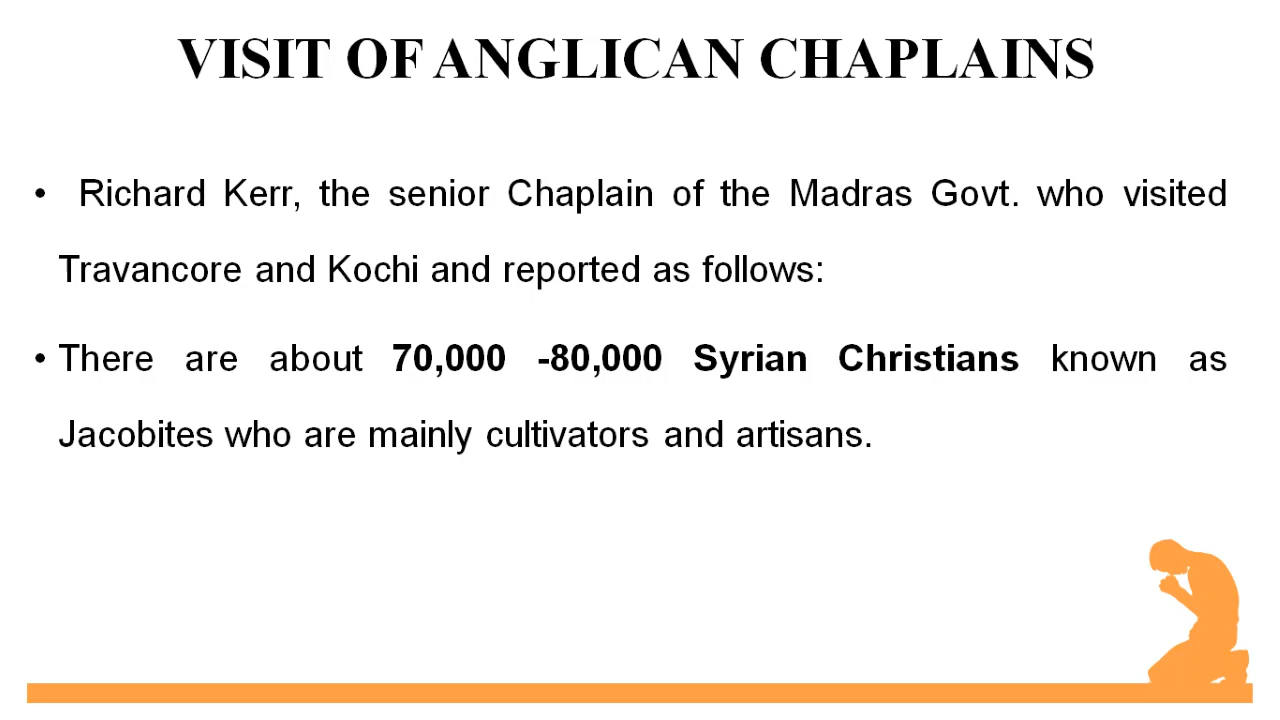 VISIT OF ANGLICAN CHAPLAINS
• Richard Kerr, the senior Chaplain of the Madras Govt. who visited
Travancore and Kochi and reported as follows:
• There are about 70,000 -80,000 Syrian Christians known as
Jacobites who are mainly cultivators and artisans.